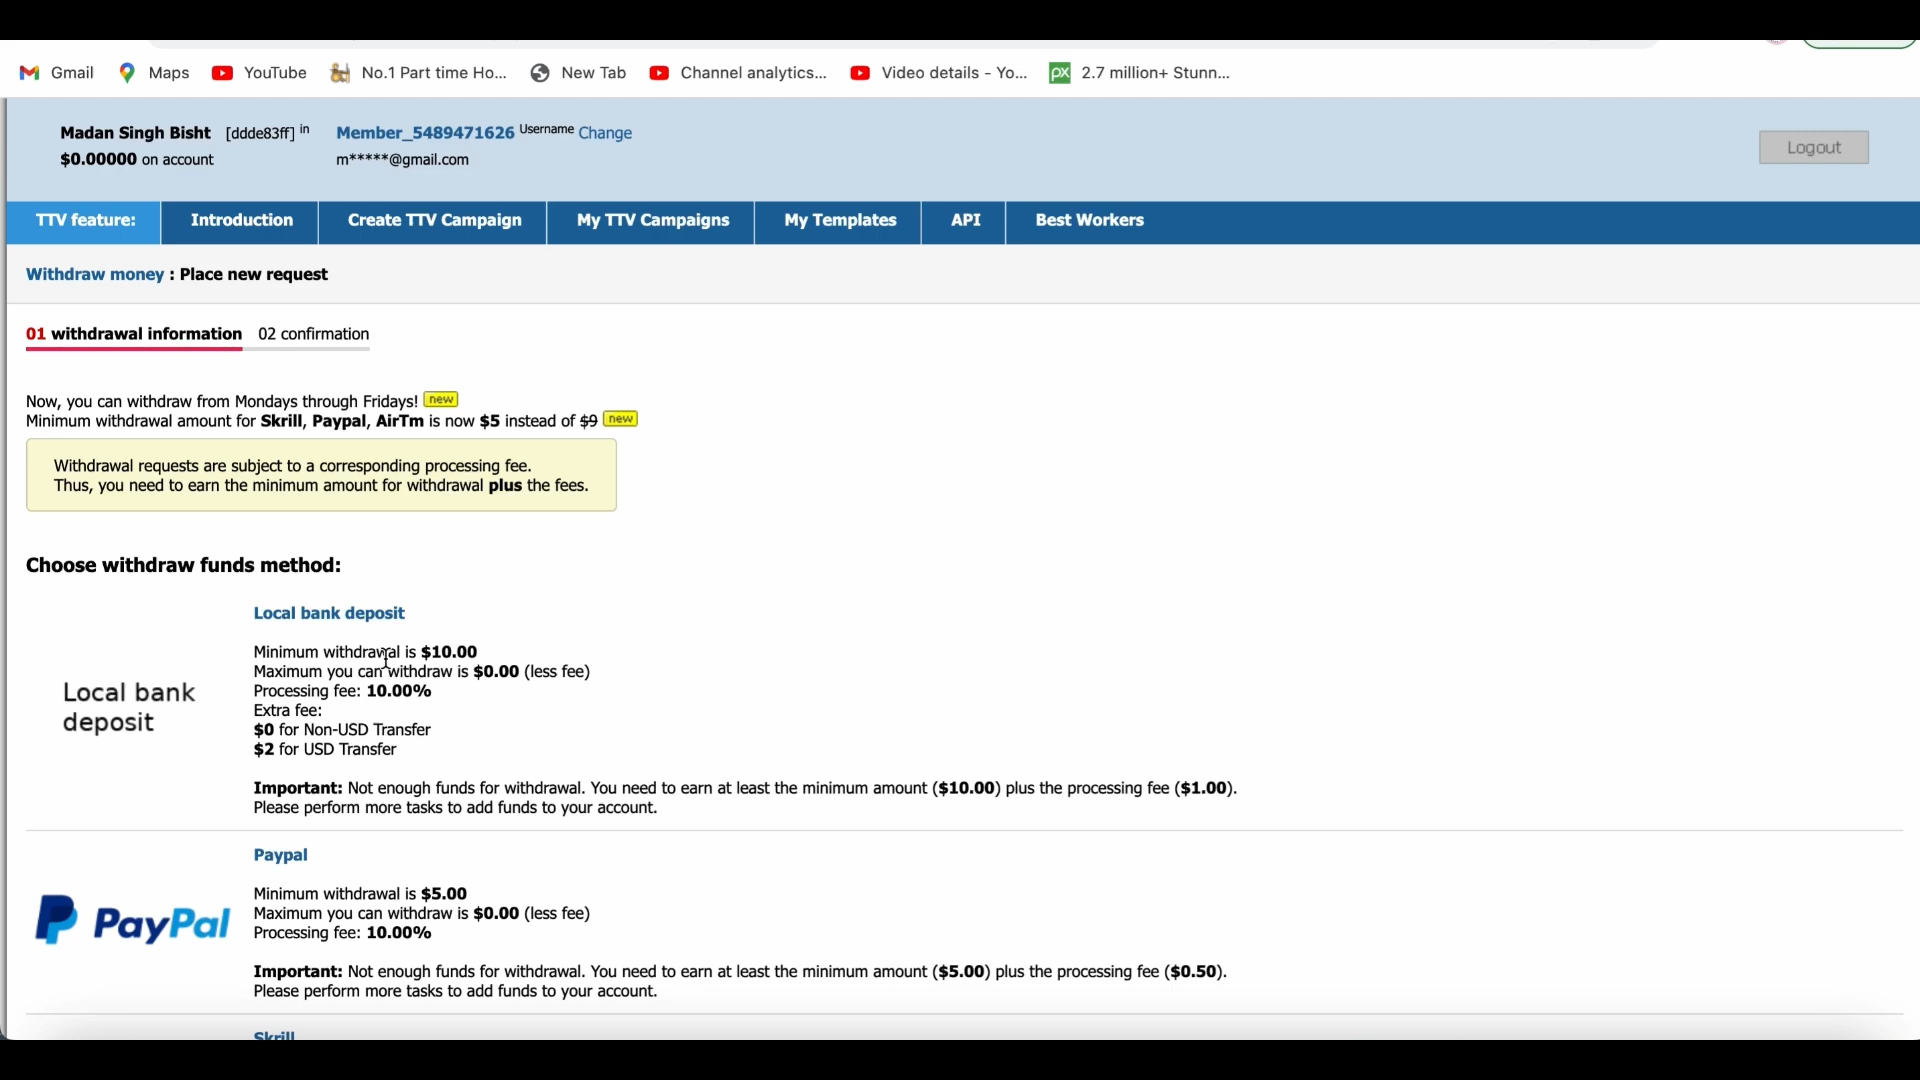 Gmail Maps YouTube No.1 Part time Ho... New Tab Channel analytics... Video details - Yo... px 2.7 million+ Stunn...
Madan Singh Bisht [ddde83ff] in Member_5489471626 Username Change
$0.00000 on account m*****@gmail.com
Logout
TTV feature: Introduction Create TTV Campaign My TTV Campaigns My Templates API Best Workers
Withdraw money : Place new request
01 withdrawal information 02 confirmation
Now, you can withdraw from Mondays through Fridays! new
Minimum withdrawal amount for Skrill, Paypal, AirTm is now $5 instead of $9 new
Withdrawal requests are subject to a corresponding processing fee.
Thus, you need to earn the minimum amount for withdrawal plus the fees.
Choose withdraw funds method:
Local bank
deposit
Local bank deposit
Minimum withdrawal is $10.00
Maximum you can withdraw is $0.00 (less fee)
Processing fee: 10.00%
Extra fee:
$0 for Non-USD Transfer
$2 for USD Transfer
Important: Not enough funds for withdrawal. You need to earn at least the minimum amount ($10.00) plus the processing fee ($1.00).
Please perform more tasks to add funds to your account.
PayPal
Paypal
Minimum withdrawal is $5.00
Maximum you can withdraw is $0.00 (less fee)
Processing fee: 10.00%
Important: Not enough funds for withdrawal. You need to earn at least the minimum amount ($5.00) plus the processing fee ($0.50).
Please perform more tasks to add funds to your account.
Skrill